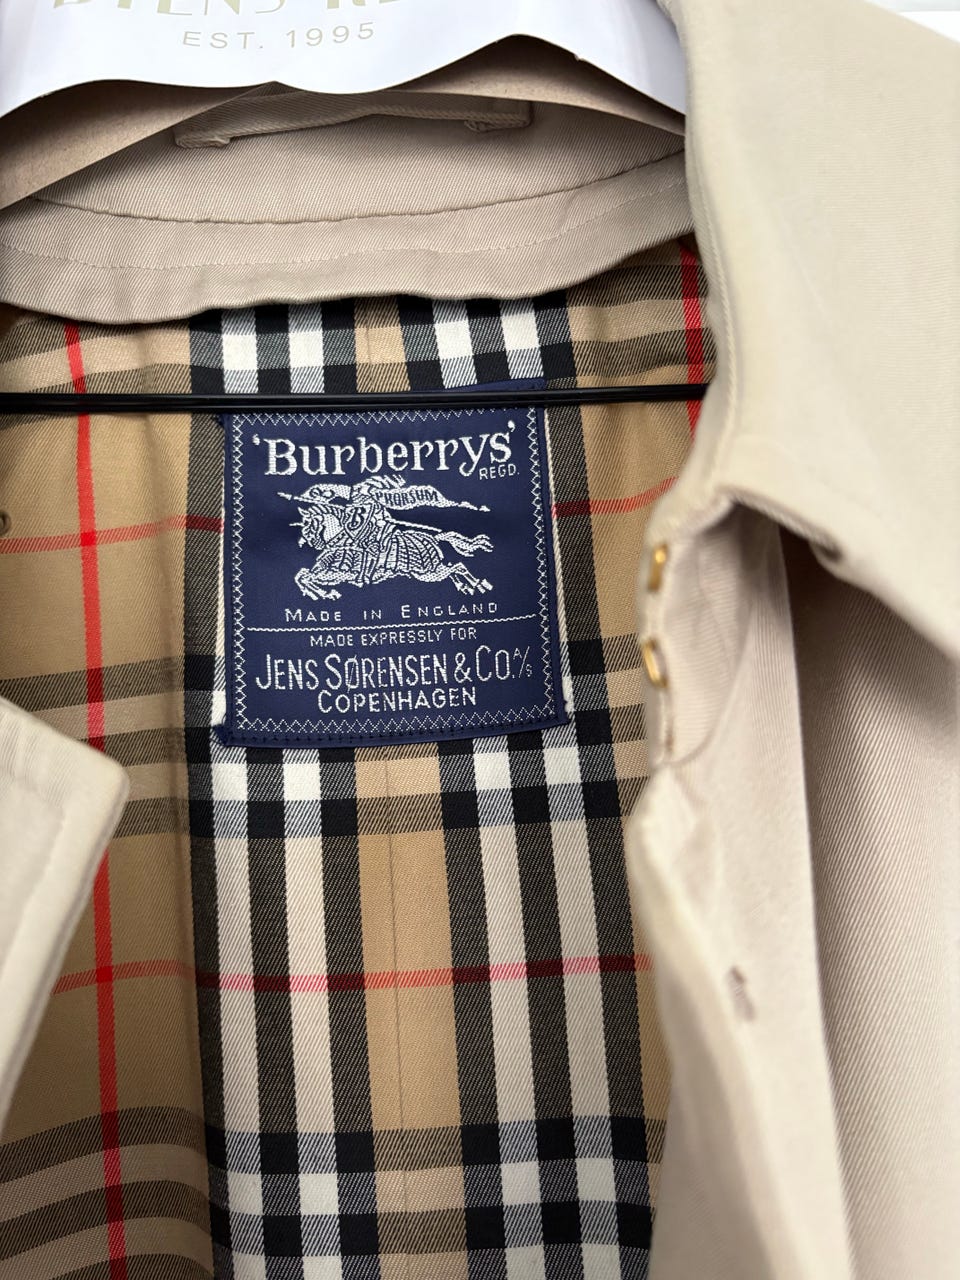 EST. 1995
'Burberrys'
REGD.
PRORSUM
B
MADE IN ENGLAND
MADE EXPRESSLY FOR
JENS SØRENSEN & CO. A/S
COPENHAGEN